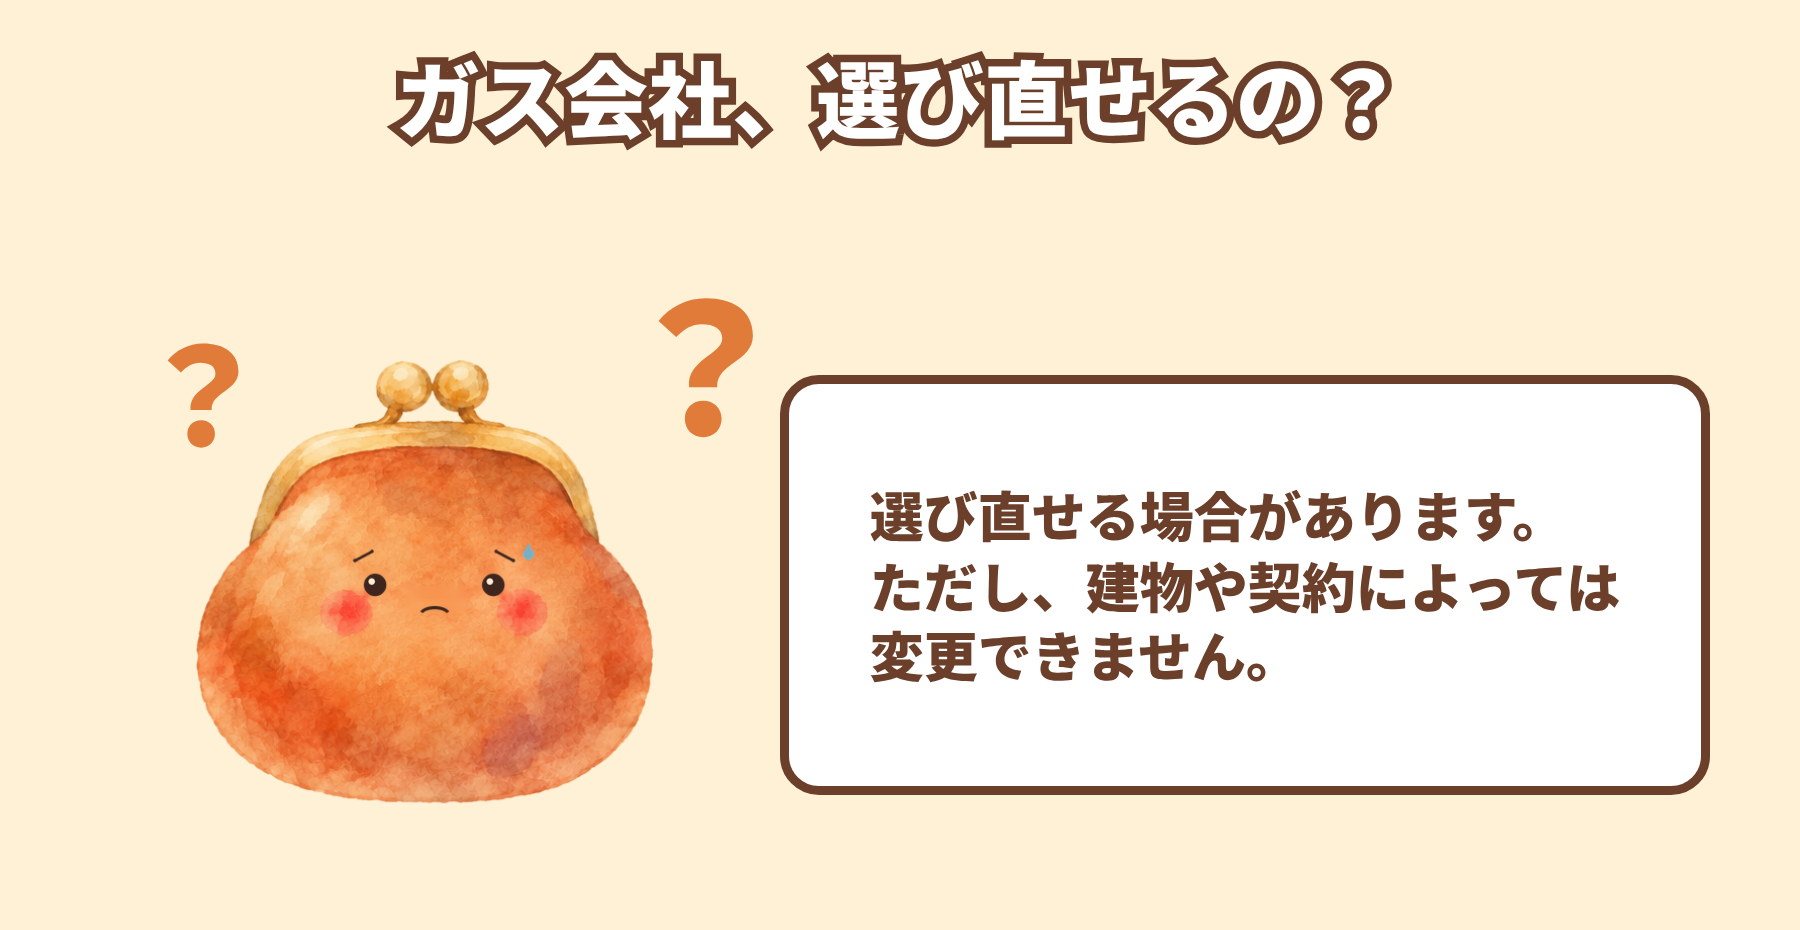 ガス会社、選び直せるの？
?
?
選び直せる場合があります。
ただし、建物や契約によっては
変更できません。